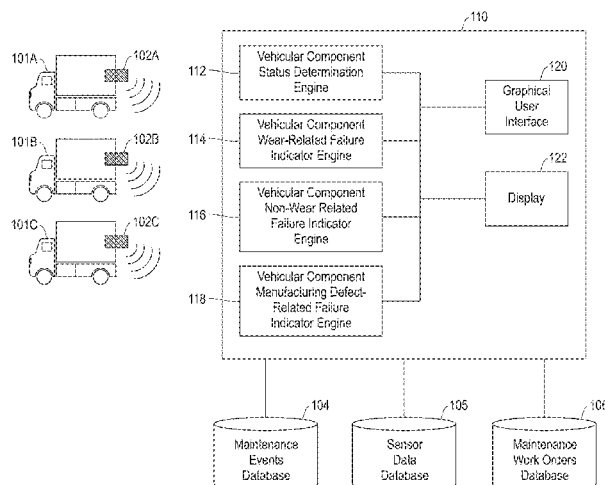 110
101A
102A
112
Vehicular Component
Status Determination
Engine
120
Graphical
User
Interface
101B
102B
114
Vehicular Component
Wear-Related Failure
Indicator Engine
122
Display
101C
102C
116
Vehicular Component
Non-Wear Related
Failure Indicator
Engine
118
Vehicular Component
Manufacturing Defect-
Related Failure
Indicator Engine
104
Maintenance
Events
Database
105
Sensor
Data
Database
106
Maintenance
Work Orders
Database